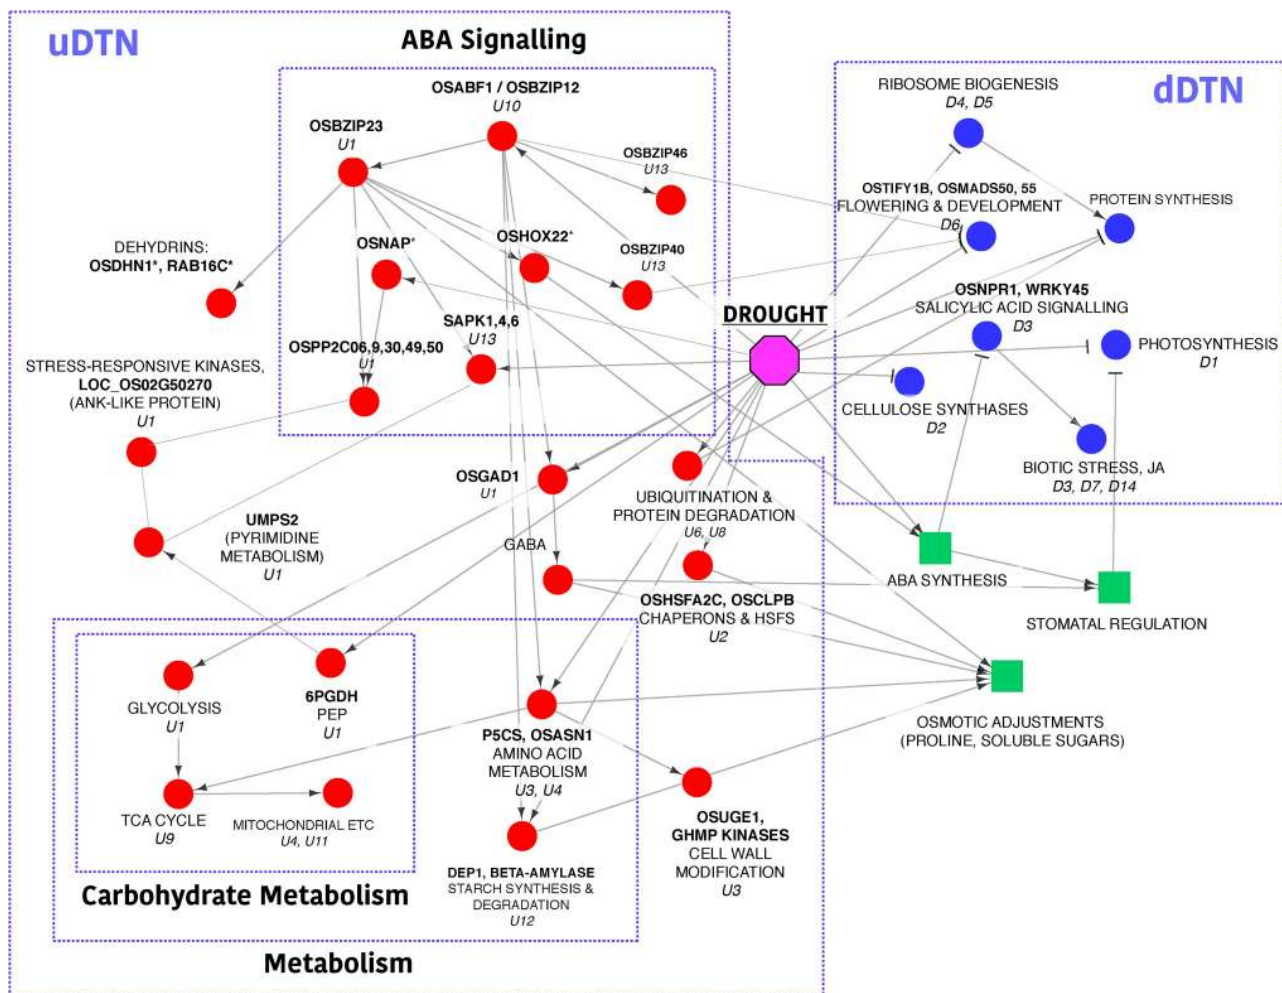 uDTN
ABA Signalling
OSABF1 / OSBZIP12
U10
OSBZIP23
U1
OSBZIP46
U13
OSNAP*
OSHOX22*
OSBZIP40
U13
DEHYDRINS:
OSDHN1*, RAB16C*
SAPK1,4,6
U13
OSPP2C06,9,30,49,50
U1
STRESS-RESPONSIVE KINASES,
LOC_OS02G50270
(ANK-LIKE PROTEIN)
U1
DROUGHT
dDTN
RIBOSOME BIOGENESIS
D4, D5
OSTIFY1B, OSMADS50, 55
FLOWERING & DEVELOPMENT
D6
PROTEIN SYNTHESIS
OSNPR1, WRKY45
SALICYLIC ACID SIGNALLING
D3
PHOTOSYNTHESIS
D1
CELLULOSE SYNTHASES
D2
BIOTIC STRESS, JA
D3, D7, D14
OSGAD1
U1
UBIQUITINATION &
PROTEIN DEGRADATION
U6, U8
UMPS2
(PYRIMIDINE
METABOLISM)
U1
GABA
OSHSFA2C, OSCLPB
CHAPERONS & HSFS
U2
ABA SYNTHESIS
STOMATAL REGULATION
OSMOTIC ADJUSTMENTS
(PROLINE, SOLUBLE SUGARS)
GLYCOLYSIS
U1
6PGDH
PEP
U1
P5CS, OSASN1
AMINO ACID
METABOLISM
U3, U4
TCA CYCLE
U9
MITOCHONDRIAL ETC
U4, U11
OSUGE1,
GHMP KINASES
CELL WALL
MODIFICATION
U3
DEP1, BETA-AMYLASE
STARCH SYNTHESIS &
DEGRADATION
U12
Carbohydrate Metabolism
Metabolism